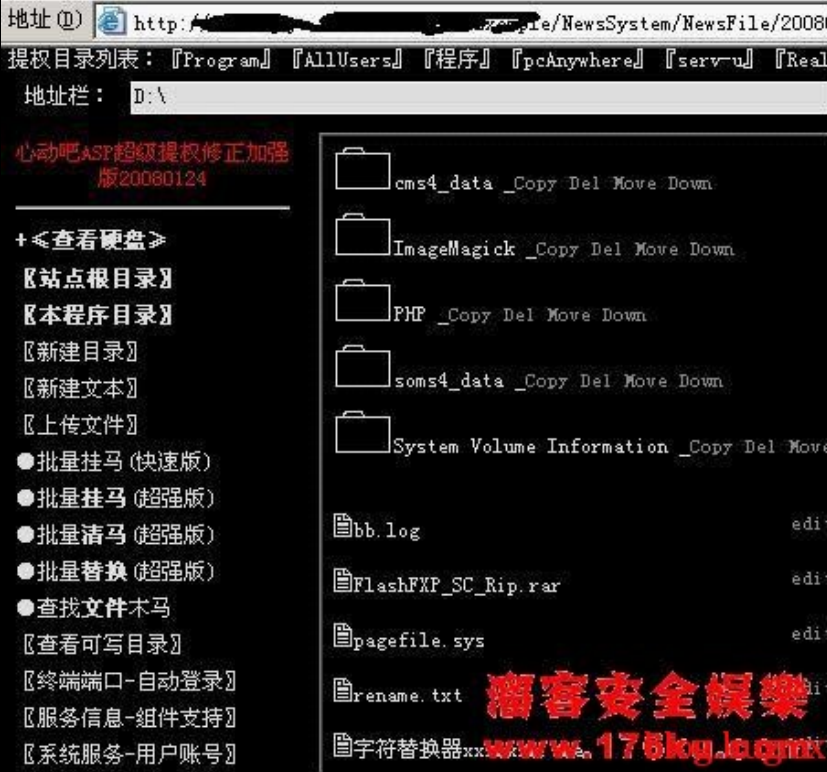 地址(D) http:/ le/NewsSystem/NewsFile/2008
提权目录列表：『Program』『AllUsers』『程序』『pcAnywhere』『serv-u』『Real
地址栏： D:\
心动吧ASP超级提权修正加强
版20080124
+≪查看硬盘≫
〖站点根目录〗
〖本程序目录〗
〖新建目录〗
〖新建文本〗
〖上传文件〗
●批量挂马(快速版)
●批量挂马(超强版)
●批量清马(超强版)
●批量替换(超强版)
●查找文件木马
〖查看可写目录〗
〖终端端口-自动登录〗
〖服务信息-组件支持〗
〖系统服务-用户账号〗
cms4_data _Copy Del Move Down
ImageMagick _Copy Del Move Down
PHP _Copy Del Move Down
soms4_data _Copy Del Move Down
System Volume Information _Copy Del Move
bb.log edi
FlashFXP_SC_Rip.rar edi
pagefile.sys edi
rename.txt
字符替换器
溜客安全娱樂